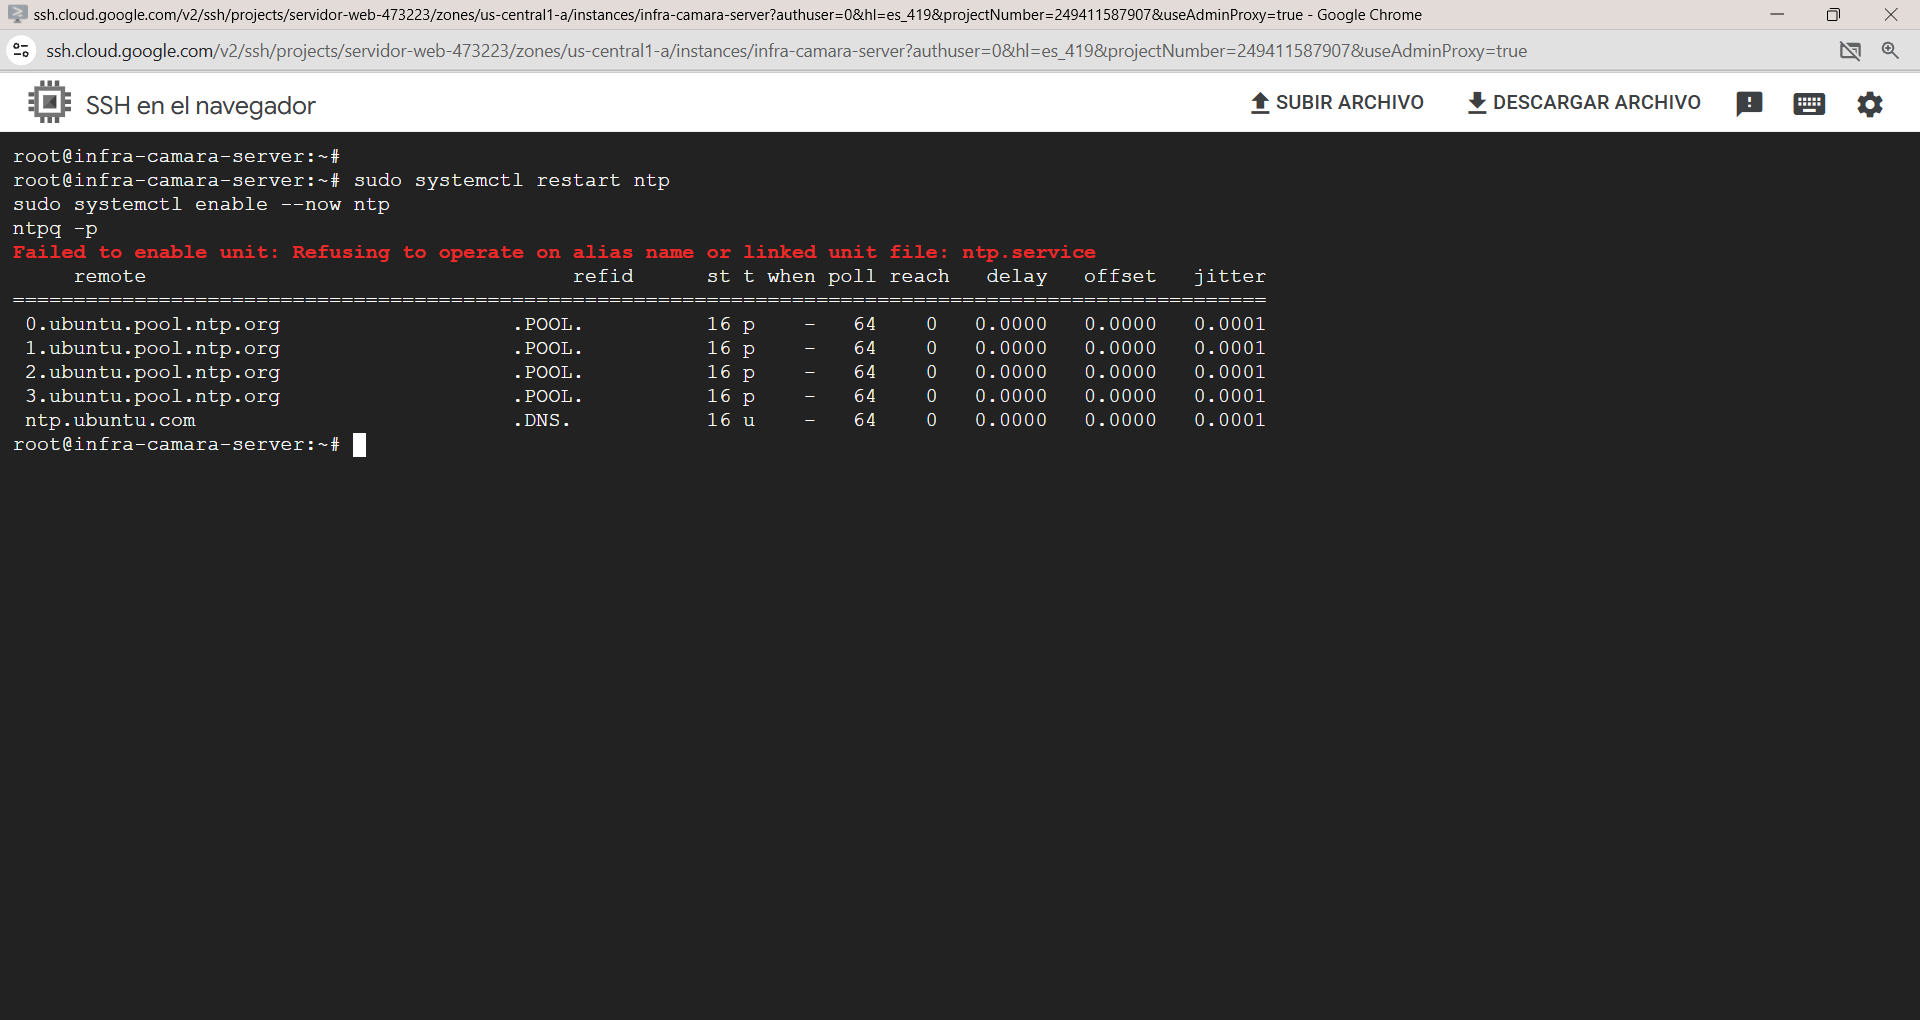 ssh.cloud.google.com/v2/ssh/projects/servidor-web-473223/zones/us-central1-a/instances/infra-camara-server?authuser=0&hl=es_419&projectNumber=249411587907&useAdminProxy=true - Google Chrome
ssh.cloud.google.com/v2/ssh/projects/servidor-web-473223/zones/us-central1-a/instances/infra-camara-server?authuser=0&hl=es_419&projectNumber=249411587907&useAdminProxy=true
SSH en el navegador SUBIR ARCHIVO DESCARGAR ARCHIVO
root@infra-camara-server:~#
root@infra-camara-server:~# sudo systemctl restart ntp
sudo systemctl enable --now ntp
ntpq -p
Failed to enable unit: Refusing to operate on alias name or linked unit file: ntp.service
     remote                                   refid      st t when poll reach   delay   offset   jitter
=======================================================================================================
 0.ubuntu.pool.ntp.org                   .POOL.          16 p    -   64    0   0.0000   0.0000   0.0001
 1.ubuntu.pool.ntp.org                   .POOL.          16 p    -   64    0   0.0000   0.0000   0.0001
 2.ubuntu.pool.ntp.org                   .POOL.          16 p    -   64    0   0.0000   0.0000   0.0001
 3.ubuntu.pool.ntp.org                   .POOL.          16 p    -   64    0   0.0000   0.0000   0.0001
 ntp.ubuntu.com                          .DNS.           16 u    -   64    0   0.0000   0.0000   0.0001
root@infra-camara-server:~#